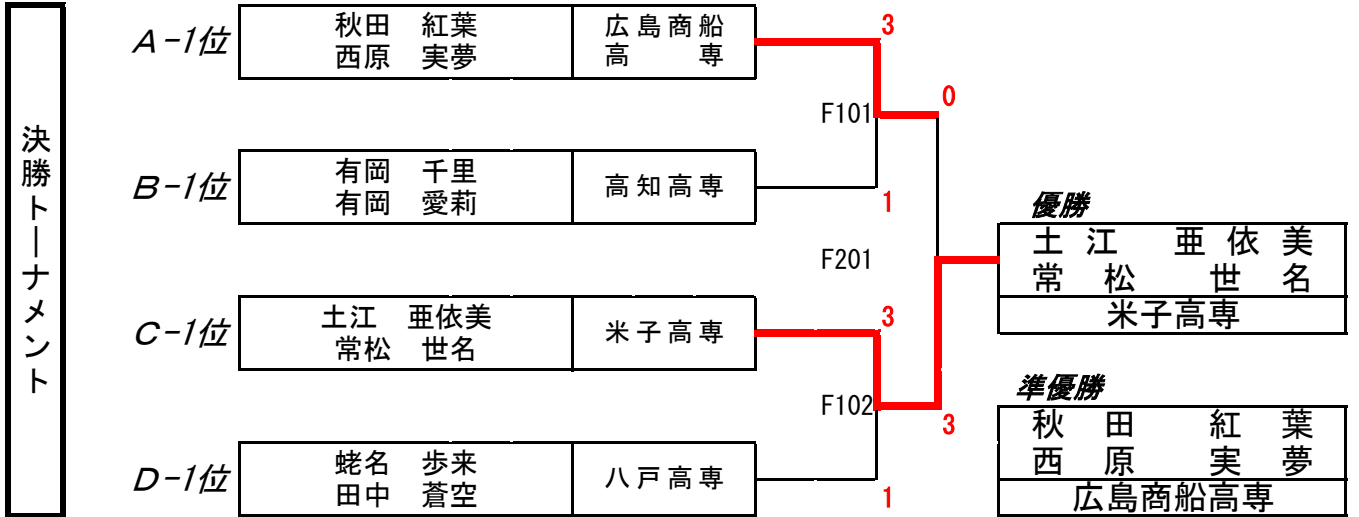 決勝トーナメント
A-1位
秋田 紅葉
西原 実夢
広島商船
高 専
3
0
F101
B-1位
有岡 千里
有岡 愛莉
高知高専
1
F201
C-1位
土江 亜依美
常松 世名
米子高専
3
F102
3
D-1位
蛯名 歩来
田中 蒼空
八戸高専
1
優勝
土江 亜依美
常松 世名
米子高専
準優勝
秋田 紅葉
西原 実夢
広島商船高専